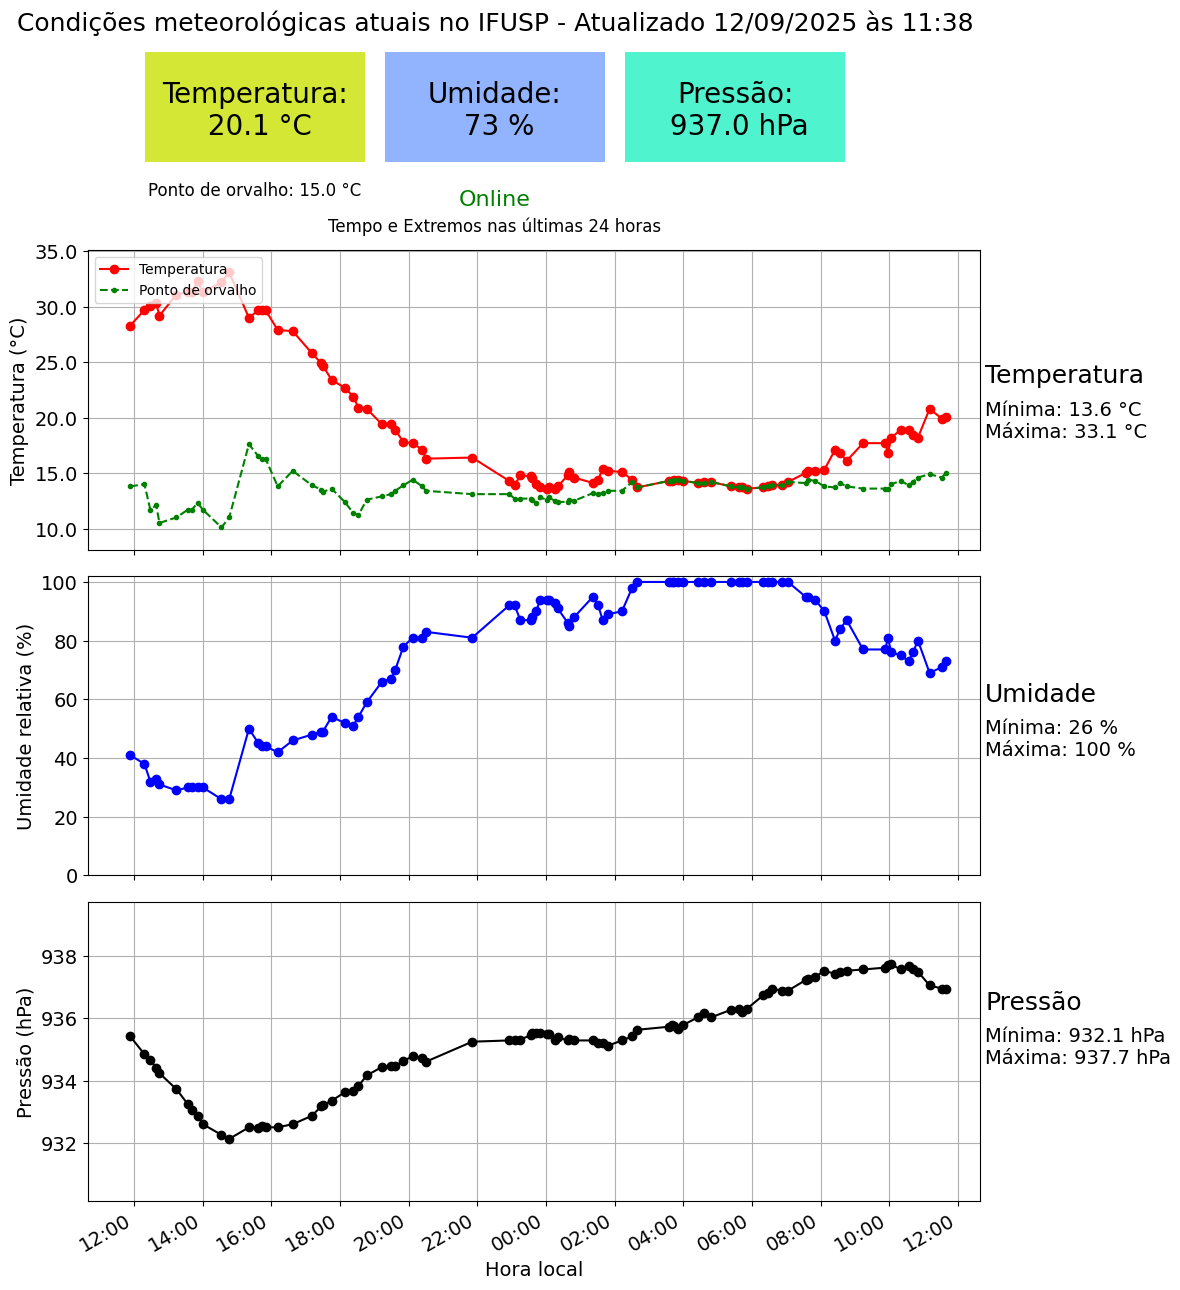 Condições meteorológicas atuais no IFUSP - Atualizado 12/09/2025 às 11:38
Temperatura:
20.1 °C
Umidade:
73 %
Pressão:
937.0 hPa
Ponto de orvalho: 15.0 °C
Online
Tempo e Extremos nas últimas 24 horas
Temperatura (°C)
35.0
30.0
25.0
20.0
15.0
10.0
Temperatura
Ponto de orvalho
Temperatura
Mínima: 13.6 °C
Máxima: 33.1 °C
Umidade relativa (%)
100
80
60
40
20
0
Umidade
Mínima: 26 %
Máxima: 100 %
Pressão (hPa)
938
936
934
932
Pressão
Mínima: 932.1 hPa
Máxima: 937.7 hPa
12:00
14:00
16:00
18:00
20:00
22:00
00:00
02:00
04:00
06:00
08:00
10:00
12:00
Hora local